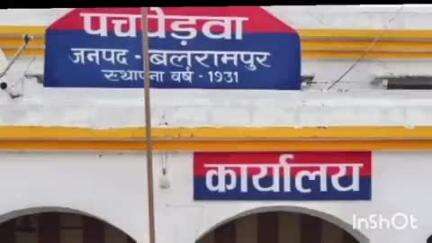 पचपेड़वा
जनपद - बलरामपुर
स्थापना वर्ष - 1931
कार्यालय
InShOt